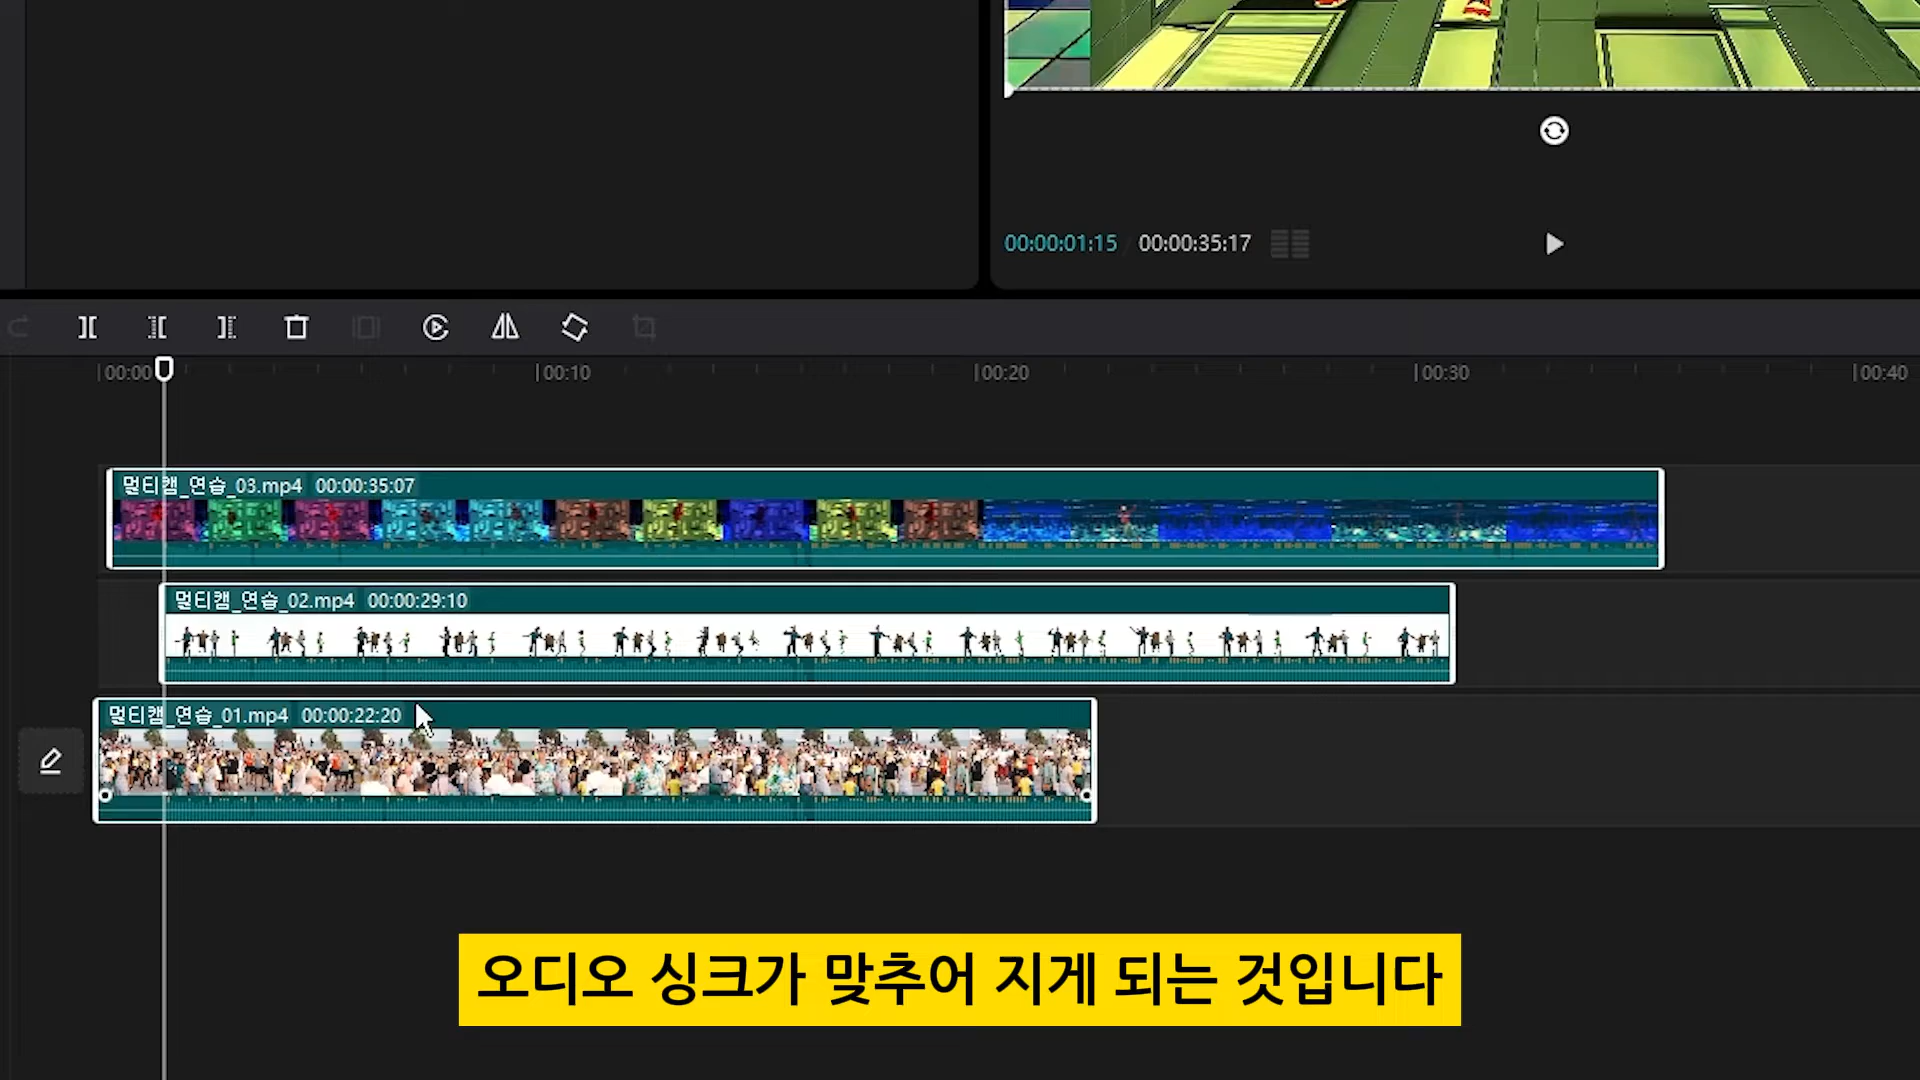 00:00:01:15 / 00:00:35:17
00:00 00:10 00:20 00:30 00:40
멀티캠_연습_03.mp4 00:00:35:07
멀티캠_연습_02.mp4 00:00:29:10
멀티캠_연습_01.mp4 00:00:22:20
오디오 싱크가 맞추어 지게 되는 것입니다